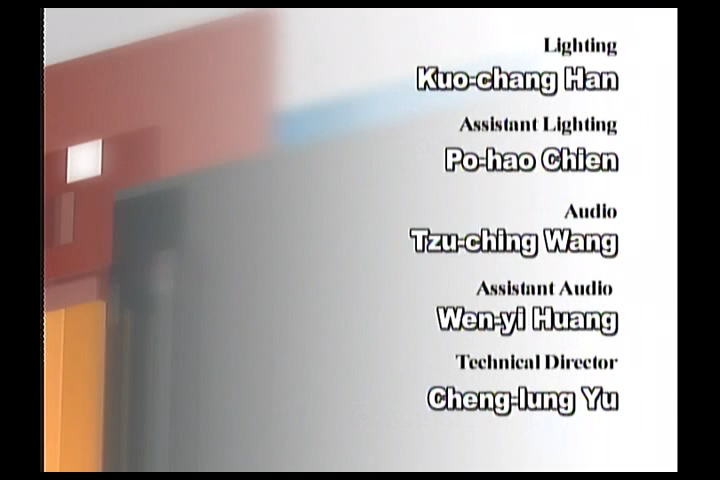 Lighting
Kuo-chang Han
Assistant Lighting
Po-hao Chien
Audio
Tzu-ching Wang
Assistant Audio
Wen-yi Huang
Technical Director
Cheng-lung Yu